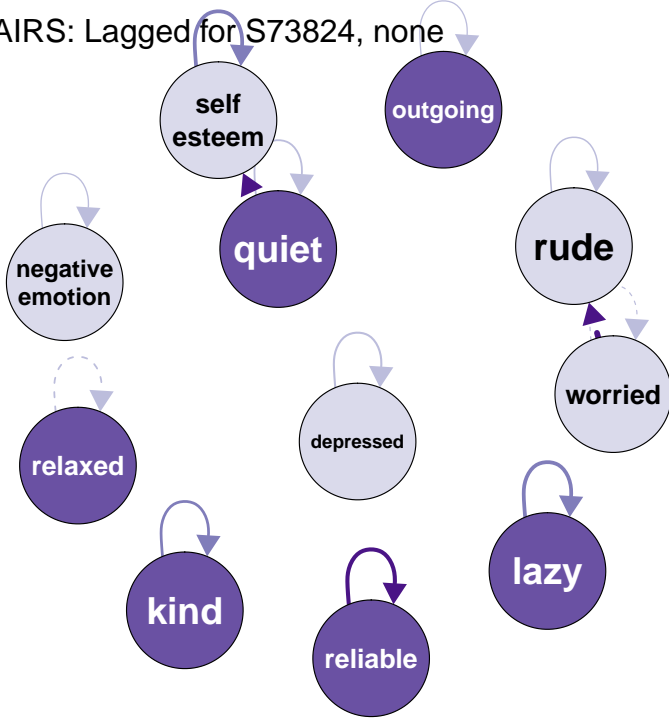 AIRS: Lagged for S73824, none
self
esteem
outgoing
quiet
rude
negative
emotion
worried
depressed
relaxed
lazy
kind
reliable